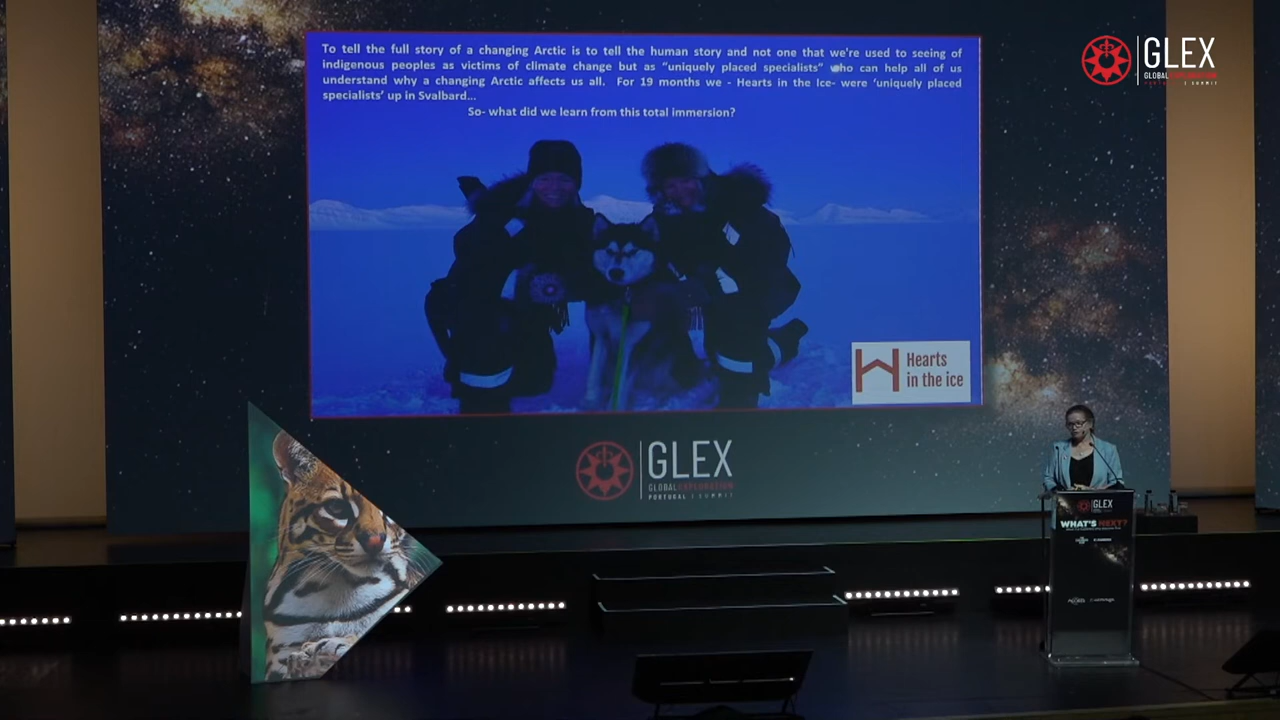 To tell the full story of a changing Arctic is to tell the human story and not one that we're used to seeing of
indigenous peoples as victims of climate change but as “uniquely placed specialists” who can help all of us
understand why a changing Arctic affects us all. For 19 months we - Hearts in the Ice- were ‘uniquely placed
specialists’ up in Svalbard...
So- what did we learn from this total immersion?
GLEX
GLOBAL EXPLORATION
PORTUGAL | SUMMIT
Hearts
in the ice
GLEX
GLOBAL EXPLORATION
PORTUGAL | SUMMIT
GLEX
WHAT'S NEXT?